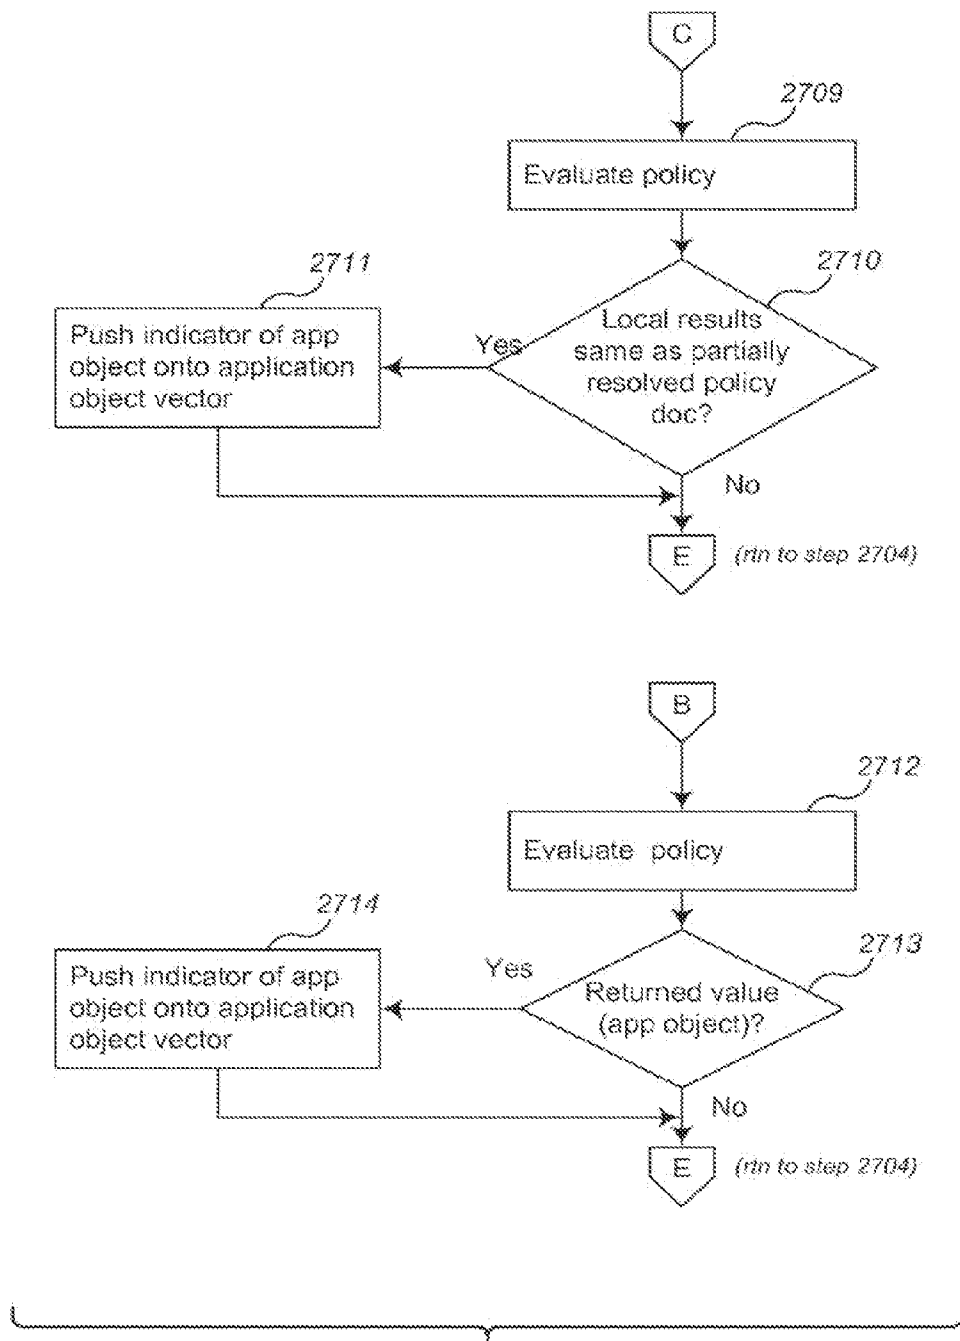 C
2709
Evaluate policy
2710
2711
Local results
same as partially
resolved policy
doc?
Yes
Push indicator of app
object onto application
object vector
No
E
(rtn to step 2704)
B
2712
Evaluate policy
2713
2714
Returned value
(app object)?
Yes
Push indicator of app
object onto application
object vector
No
E
(rtn to step 2704)